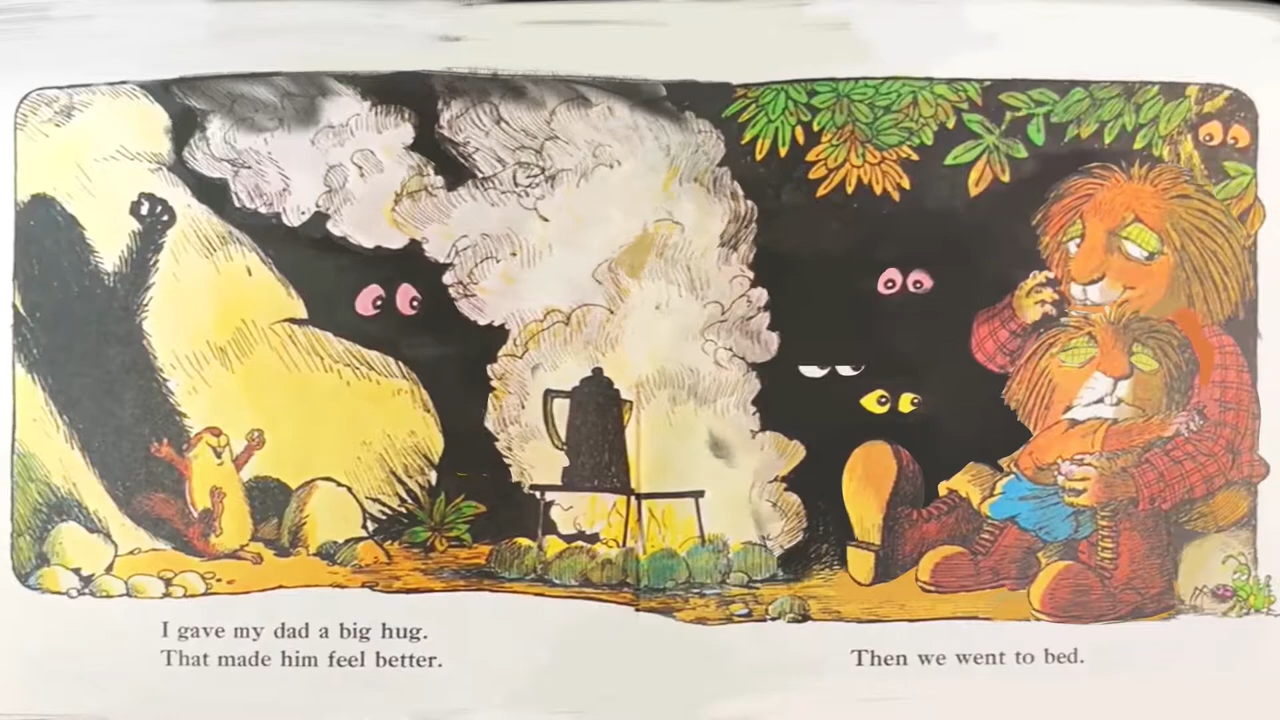 I gave my dad a big hug.
That made him feel better.
Then we went to bed.